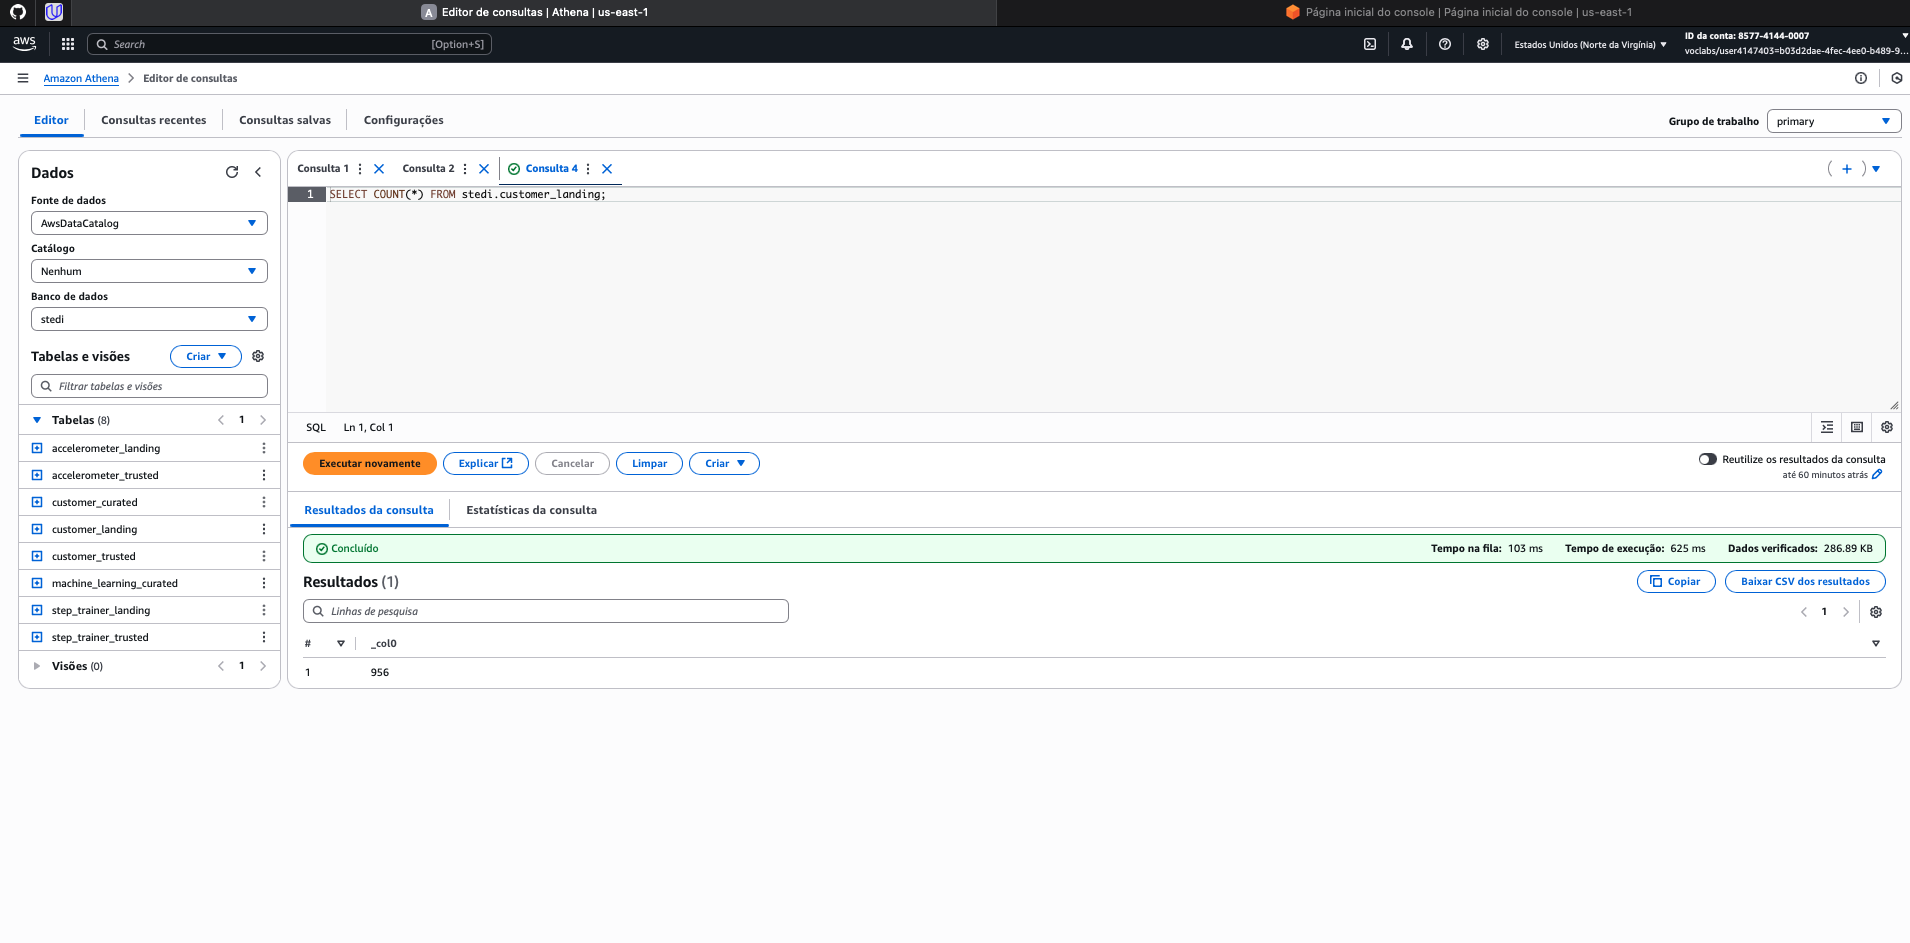 A Editor de consultas | Athena | us-east-1
Página inicial do console | Página inicial do console | us-east-1
aws
Search
[Option+S]
Estados Unidos (Norte da Virgínia)
ID da conta: 8577-4144-0007
voclabs/user4147403=b03d2dae-4fec-4ee0-b489-9...
Amazon Athena
Editor de consultas
Editor
Consultas recentes
Consultas salvas
Configurações
Grupo de trabalho
primary
Dados
Fonte de dados
AwsDataCatalog
Catálogo
Nenhum
Banco de dados
stedi
Tabelas e visões
Criar
Filtrar tabelas e visões
Tabelas (8)
1
accelerometer_landing
accelerometer_trusted
customer_curated
customer_landing
customer_trusted
machine_learning_curated
step_trainer_landing
step_trainer_trusted
Visões (0)
1
Consulta 1
Consulta 2
Consulta 4
1 SELECT COUNT(*) FROM stedi.customer_landing;
SQL
Ln 1, Col 1
Executar novamente
Explicar
Cancelar
Limpar
Criar
Reutilize os resultados da consulta
até 60 minutos atrás
Resultados da consulta
Estatísticas da consulta
Concluído
Tempo na fila: 103 ms
Tempo de execução: 625 ms
Dados verificados: 286.89 KB
Resultados (1)
Copiar
Baixar CSV dos resultados
Linhas de pesquisa
1
# _col0
1 956